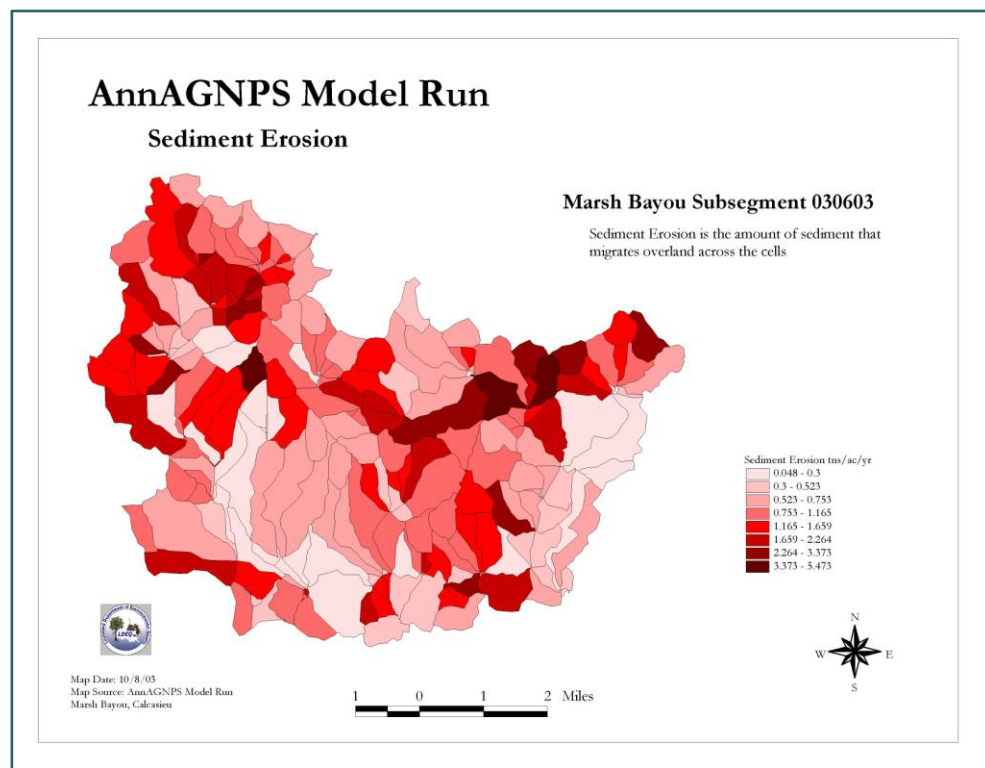 AnnAGNPS Model Run
Sediment Erosion
Marsh Bayou Subsegment 030603
Sediment Erosion is the amount of sediment that
migrates overland across the cells
Sediment Erosion tns/ac/yr
0.048 - 0.3
0.3 - 0.523
0.523 - 0.753
0.753 - 1.165
1.165 - 1.659
1.659 - 2.264
2.264 - 3.373
3.373 - 5.473
LDEQ
N
W E
S
Map Date: 10/8/03
Map Source: AnnAGNPS Model Run
Marsh Bayou, Calcasieu
1 0 1 2 Miles